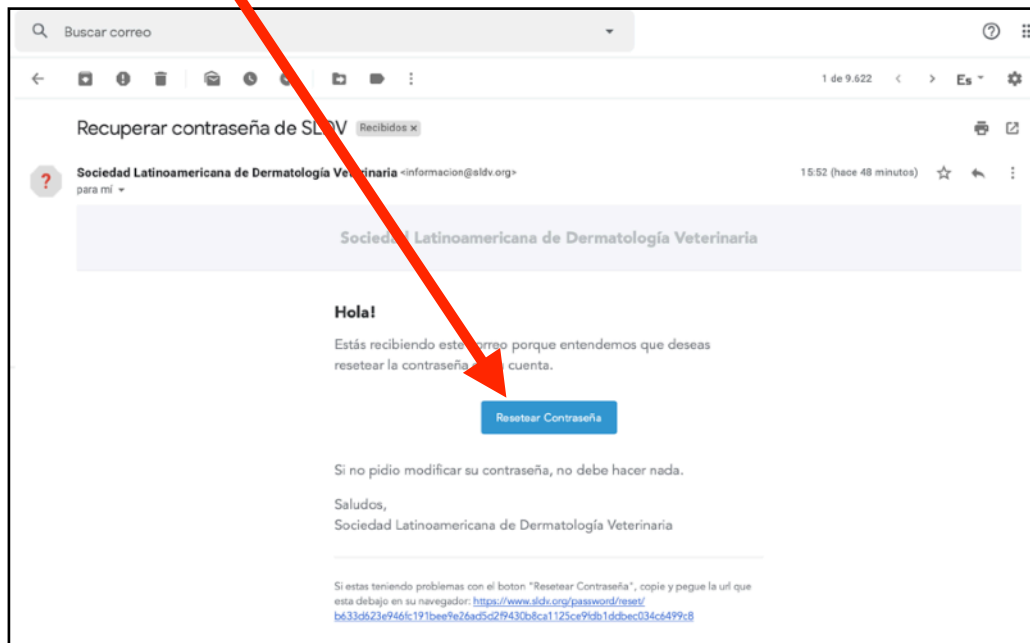 Buscar correo
1 de 9.622
Es
Recuperar contraseña de SLDV Recibidos x
Sociedad Latinoamericana de Dermatología Veterinaria <informacion@sldv.org>
15:52 (hace 48 minutos)
para mí
?
Sociedad Latinoamericana de Dermatología Veterinaria
Hola!
Estás recibiendo este correo porque entendemos que deseas
resetear la contraseña cuenta.
Resetear Contraseña
Si no pidio modificar su contraseña, no debe hacer nada.
Saludos,
Sociedad Latinoamericana de Dermatología Veterinaria
Si estas teniendo problemas con el boton "Resetear Contraseña", copie y pegue la url que
esta debajo en su navegador: https://www.sldv.org/password/reset/
b633d623e946fc191bee9e26ad5d2f9430b8ca1125ce9fdb1ddbec034c6499c8